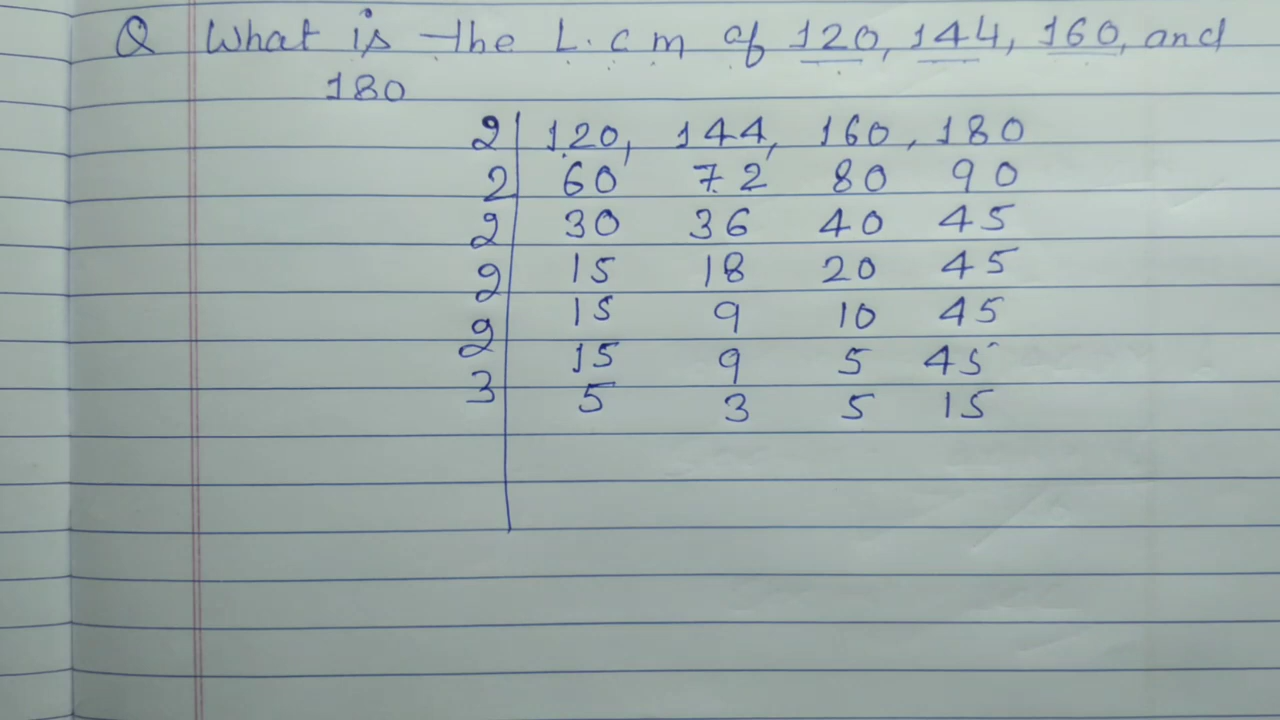 Q What is the L.cm of 120, 144, 160, and
180
2 120, 144, 160, 180
2 60 72 80 90
2 30 36 40 45
2 15 18 20 45
2 15 9 10 45
3 15 9 5 45
5 3 5 15